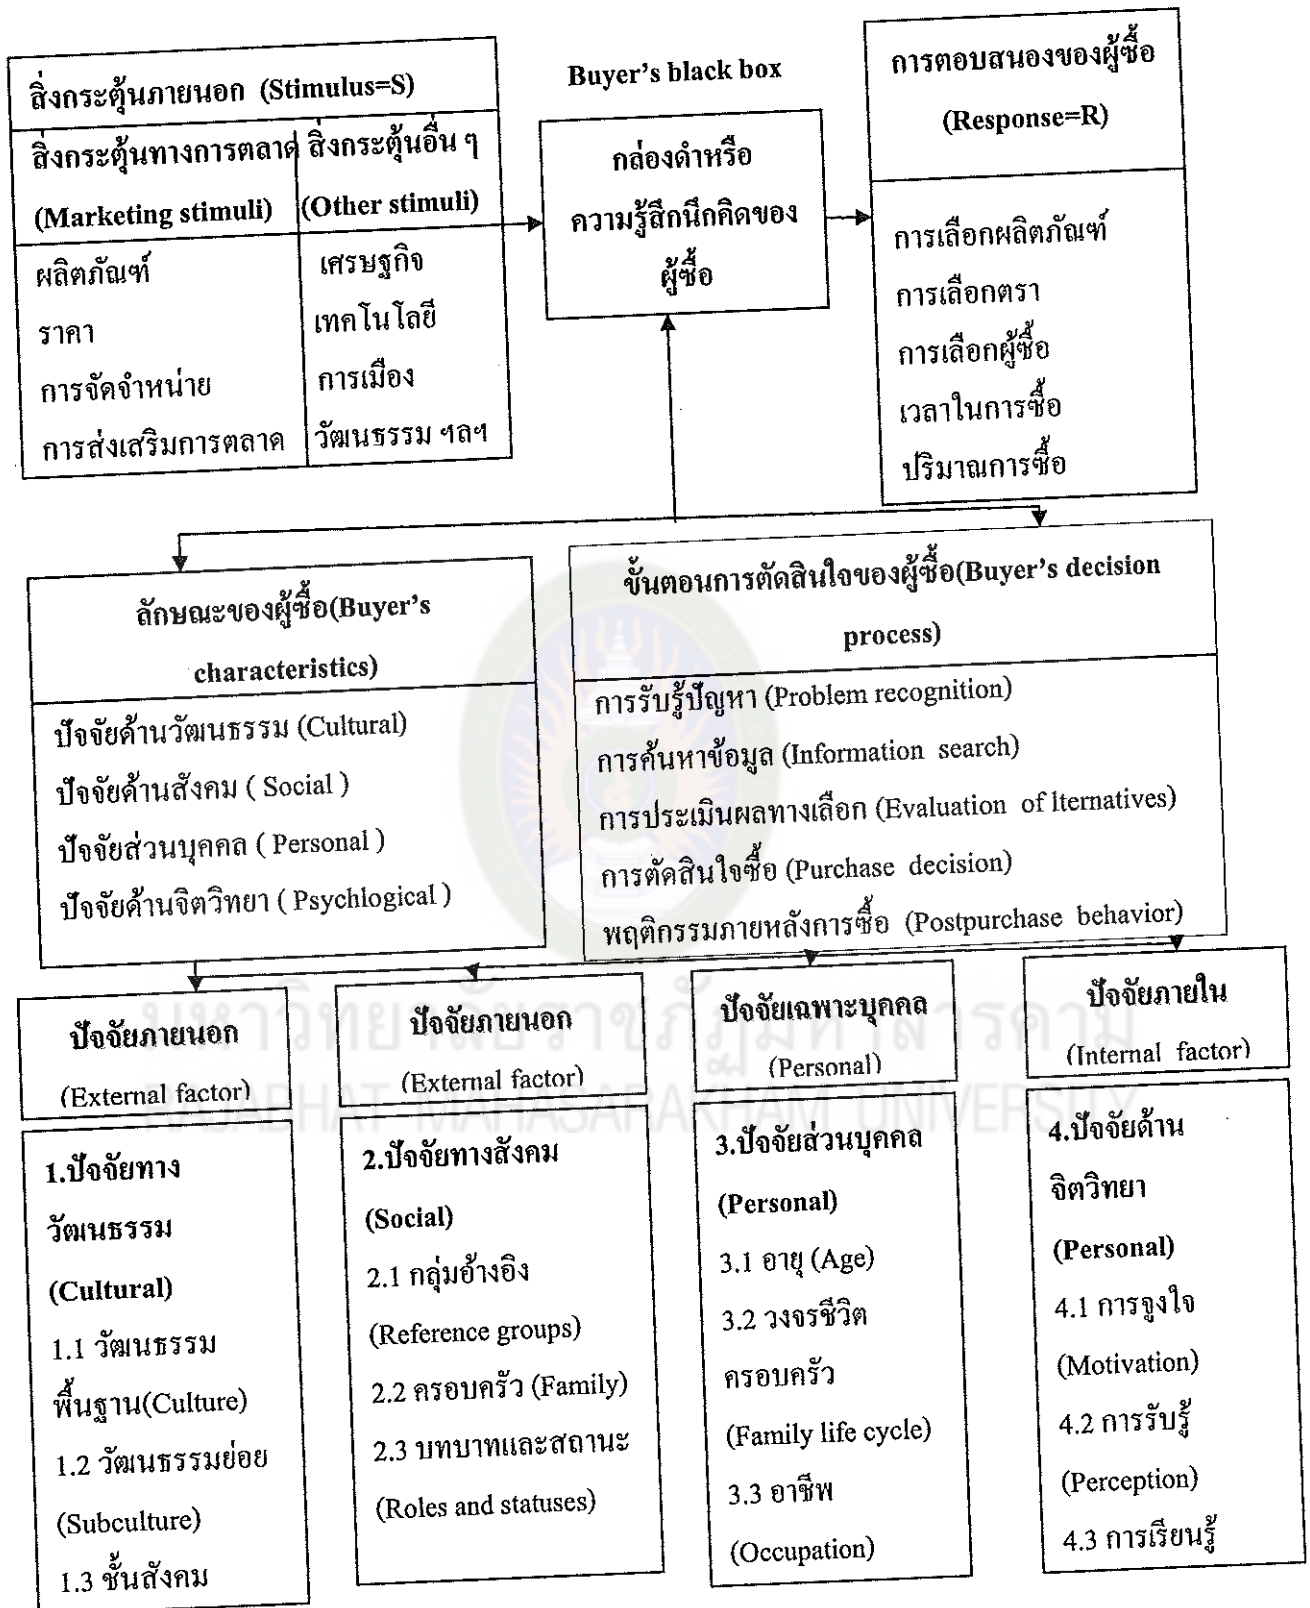 สิ่งกระตุ้นภายนอก (Stimulus=S)
สิ่งกระตุ้นทางการตลาด
(Marketing stimuli)
ผลิตภัณฑ์
ราคา
การจัดจำหน่าย
การส่งเสริมการตลาด
สิ่งกระตุ้นอื่น ๆ
(Other stimuli)
เศรษฐกิจ
เทคโนโลยี
การเมือง
วัฒนธรรม ฯลฯ
Buyer's black box
กล่องดำหรือ
ความรู้สึกนึกคิดของ
ผู้ซื้อ
การตอบสนองของผู้ซื้อ
(Response=R)
การเลือกผลิตภัณฑ์
การเลือกตรา
การเลือกผู้ซื้อ
เวลาในการซื้อ
ปริมาณการซื้อ
ลักษณะของผู้ซื้อ(Buyer's
characteristics)
ปัจจัยด้านวัฒนธรรม (Cultural)
ปัจจัยด้านสังคม ( Social )
ปัจจัยส่วนบุคคล ( Personal )
ปัจจัยด้านจิตวิทยา ( Psychlogical )
ขั้นตอนการตัดสินใจของผู้ซื้อ(Buyer's decision
process)
การรับรู้ปัญหา (Problem recognition)
การค้นหาข้อมูล (Information search)
การประเมินผลทางเลือก (Evaluation of lternatives)
การตัดสินใจซื้อ (Purchase decision)
พฤติกรรมภายหลังการซื้อ (Postpurchase behavior)
มหาวิทยาลัยราชภัฏมหาสารคาม
RAJABHAT MAHASARAKHAM UNIVERSITY
ปัจจัยภายนอก
(External factor)
1.ปัจจัยทาง
วัฒนธรรม
(Cultural)
1.1 วัฒนธรรม
พื้นฐาน(Culture)
1.2 วัฒนธรรมย่อย
(Subculture)
1.3 ชั้นสังคม
ปัจจัยภายนอก
(External factor)
2.ปัจจัยทางสังคม
(Social)
2.1 กลุ่มอ้างอิง
(Reference groups)
2.2 ครอบครัว (Family)
2.3 บทบาทและสถานะ
(Roles and statuses)
ปัจจัยเฉพาะบุคคล
(Personal)
3.ปัจจัยส่วนบุคคล
(Personal)
3.1 อายุ (Age)
3.2 วงจรชีวิต
ครอบครัว
(Family life cycle)
3.3 อาชีพ
(Occupation)
ปัจจัยภายใน
(Internal factor)
4.ปัจจัยด้าน
จิตวิทยา
(Personal)
4.1 การจูงใจ
(Motivation)
4.2 การรับรู้
(Perception)
4.3 การเรียนรู้